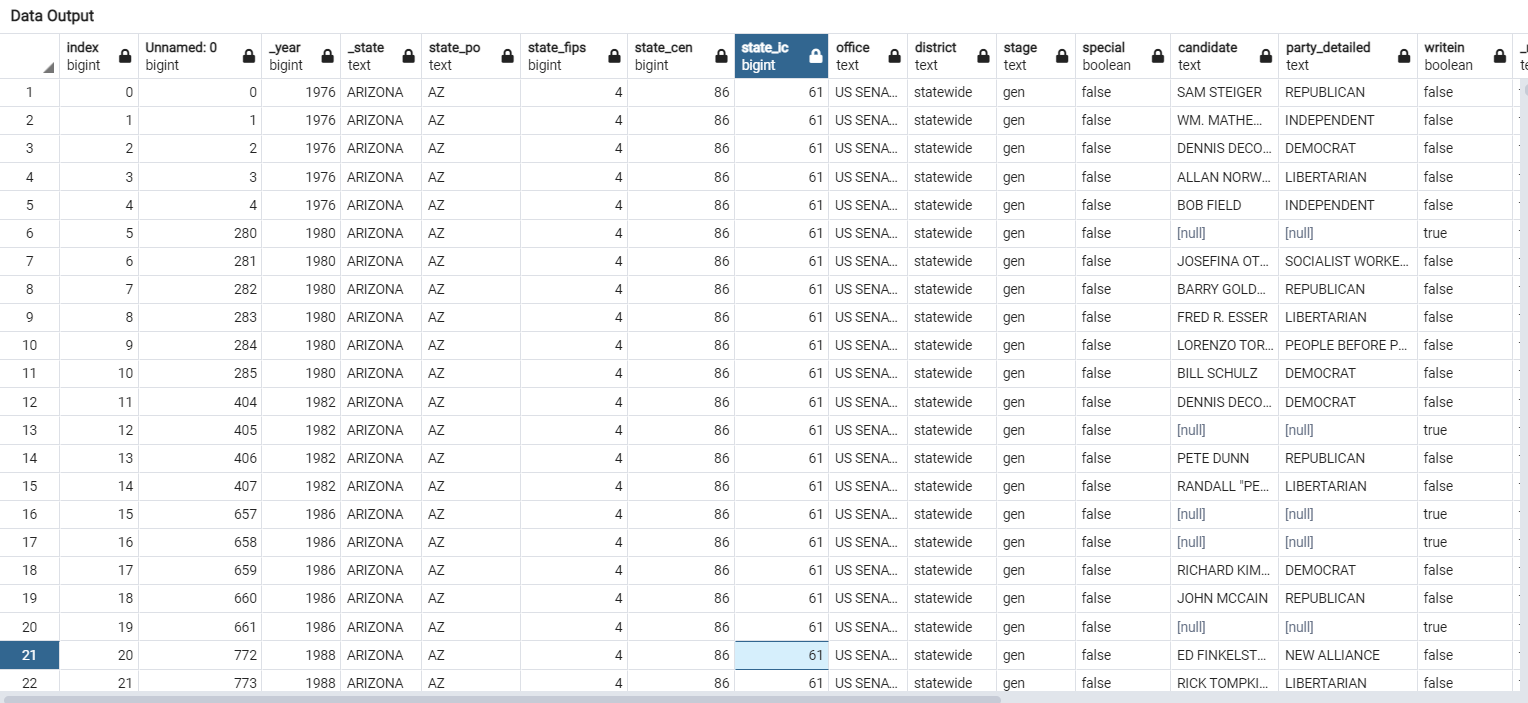 Data Output
index Unnamed: 0 _year _state state_po state_fips state_cen state_ic office district stage special candidate party_detailed writein
bigint bigint bigint text text bigint bigint bigint text text text boolean text text boolean
1 0 0 1976 ARIZONA AZ 4 86 61 US SENA... statewide gen false SAM STEIGER REPUBLICAN false
2 1 1 1976 ARIZONA AZ 4 86 61 US SENA... statewide gen false WM. MATHE... INDEPENDENT false
3 2 2 1976 ARIZONA AZ 4 86 61 US SENA... statewide gen false DENNIS DECO... DEMOCRAT false
4 3 3 1976 ARIZONA AZ 4 86 61 US SENA... statewide gen false ALLAN NORW... LIBERTARIAN false
5 4 4 1976 ARIZONA AZ 4 86 61 US SENA... statewide gen false BOB FIELD INDEPENDENT false
6 5 280 1980 ARIZONA AZ 4 86 61 US SENA... statewide gen false [null] [null] true
7 6 281 1980 ARIZONA AZ 4 86 61 US SENA... statewide gen false JOSEFINA OT... SOCIALIST WORKE... false
8 7 282 1980 ARIZONA AZ 4 86 61 US SENA... statewide gen false BARRY GOLD... REPUBLICAN false
9 8 283 1980 ARIZONA AZ 4 86 61 US SENA... statewide gen false FRED R. ESSER LIBERTARIAN false
10 9 284 1980 ARIZONA AZ 4 86 61 US SENA... statewide gen false LORENZO TOR... PEOPLE BEFORE P... false
11 10 285 1980 ARIZONA AZ 4 86 61 US SENA... statewide gen false BILL SCHULZ DEMOCRAT false
12 11 404 1982 ARIZONA AZ 4 86 61 US SENA... statewide gen false DENNIS DECO... DEMOCRAT false
13 12 405 1982 ARIZONA AZ 4 86 61 US SENA... statewide gen false [null] [null] true
14 13 406 1982 ARIZONA AZ 4 86 61 US SENA... statewide gen false PETE DUNN REPUBLICAN false
15 14 407 1982 ARIZONA AZ 4 86 61 US SENA... statewide gen false RANDALL "PE... LIBERTARIAN false
16 15 657 1986 ARIZONA AZ 4 86 61 US SENA... statewide gen false [null] [null] true
17 16 658 1986 ARIZONA AZ 4 86 61 US SENA... statewide gen false [null] [null] true
18 17 659 1986 ARIZONA AZ 4 86 61 US SENA... statewide gen false RICHARD KIM... DEMOCRAT false
19 18 660 1986 ARIZONA AZ 4 86 61 US SENA... statewide gen false JOHN MCCAIN REPUBLICAN false
20 19 661 1986 ARIZONA AZ 4 86 61 US SENA... statewide gen false [null] [null] true
21 20 772 1988 ARIZONA AZ 4 86 61 US SENA... statewide gen false ED FINKELST... NEW ALLIANCE false
22 21 773 1988 ARIZONA AZ 4 86 61 US SENA... statewide gen false RICK TOMPKI... LIBERTARIAN false